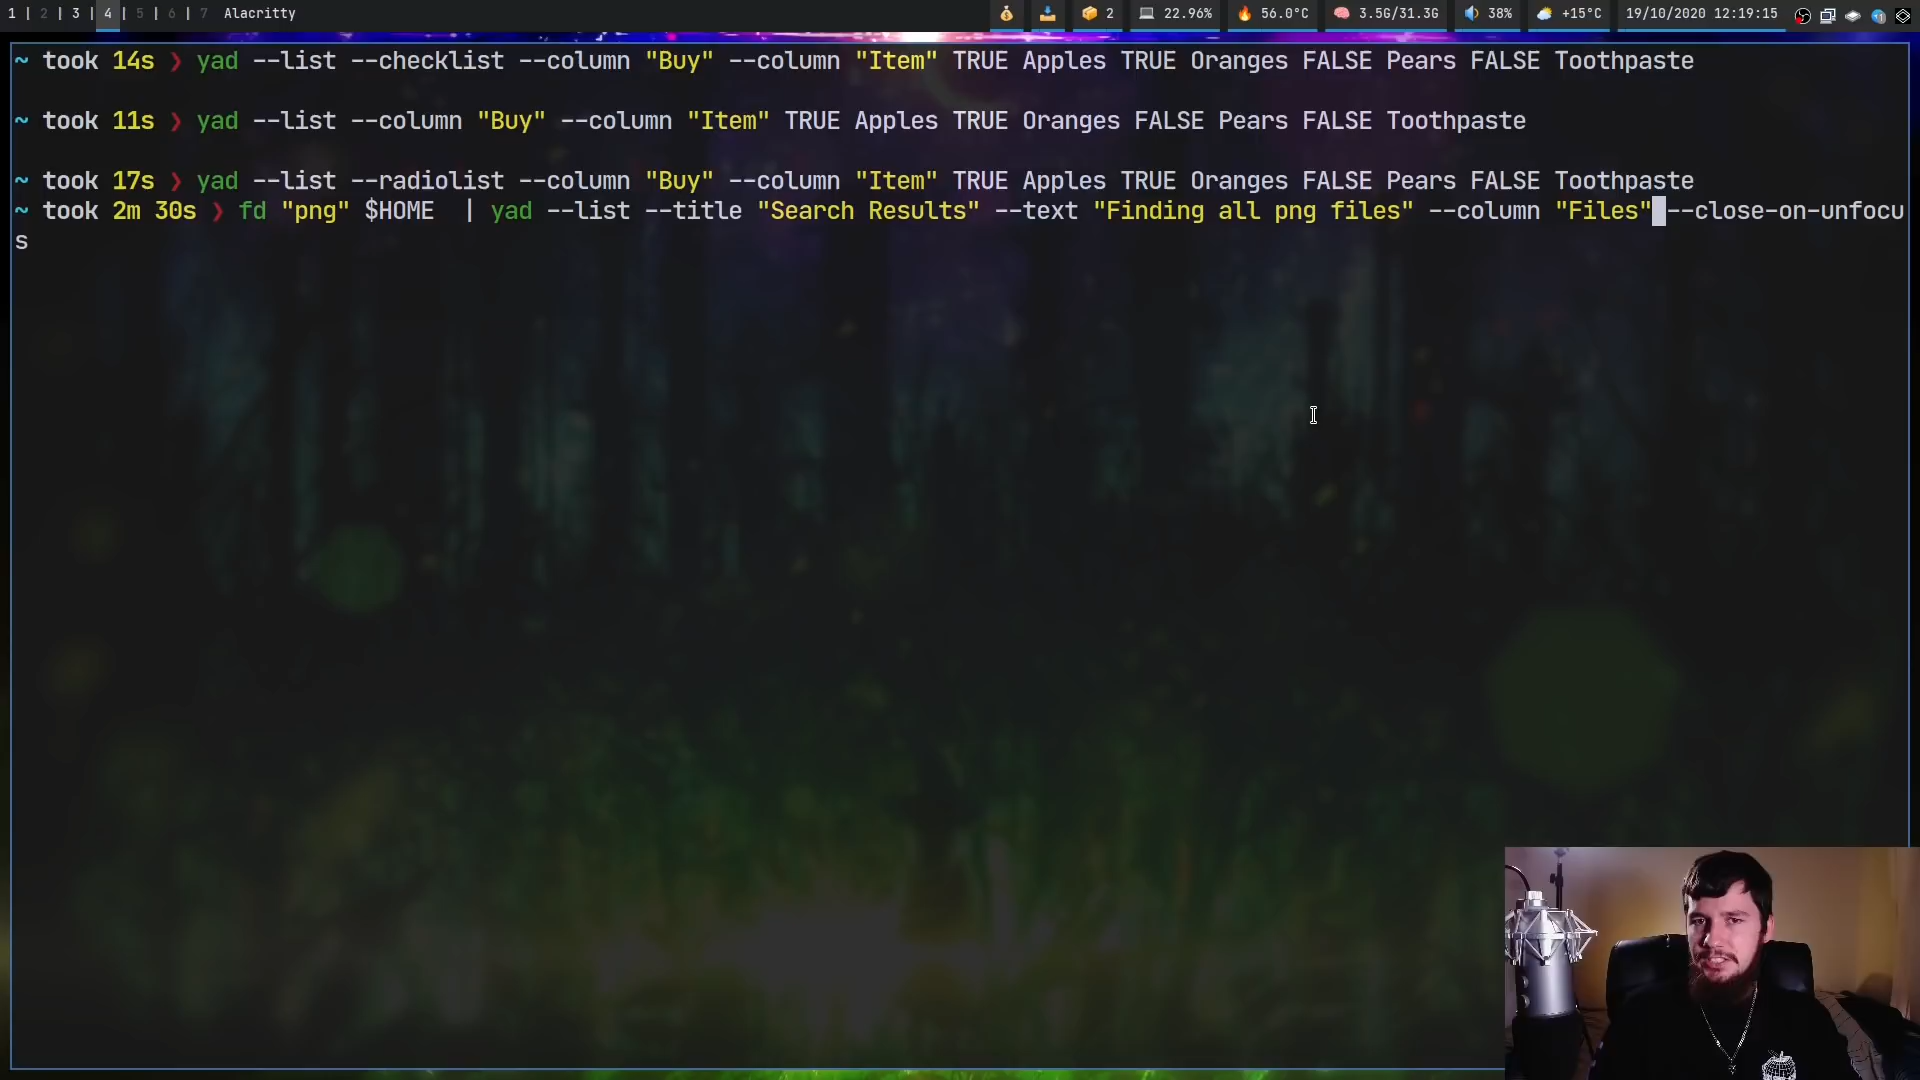 1 | 2 | 3 | 4 | 5 | 6 | 7 Alacritty 2 22.96% 56.0°C 3.5G/31.3G 38% +15°C 19/10/2020 12:19:15
~ took 14s ❯ yad --list --checklist --column "Buy" --column "Item" TRUE Apples TRUE Oranges FALSE Pears FALSE Toothpaste
~ took 11s ❯ yad --list --column "Buy" --column "Item" TRUE Apples TRUE Oranges FALSE Pears FALSE Toothpaste
~ took 17s ❯ yad --list --radiolist --column "Buy" --column "Item" TRUE Apples TRUE Oranges FALSE Pears FALSE Toothpaste
~ took 2m 30s ❯ fd "png" $HOME  | yad --list --title "Search Results" --text "Finding all png files" --column "Files" --close-on-unfocu
s